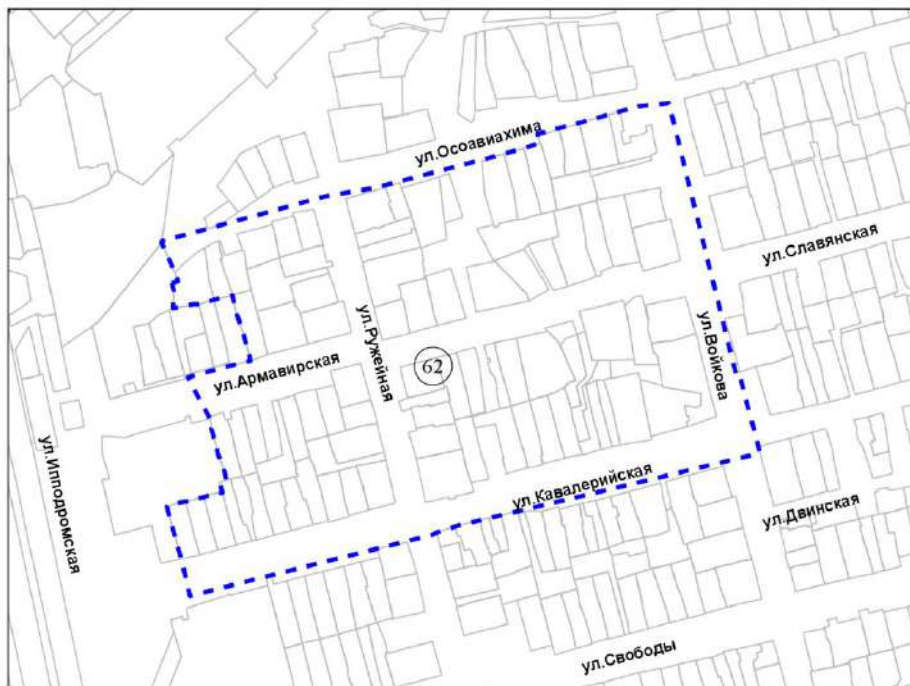 ул.Осоавиахима
ул.Славянская
ул.Ружейная
ул.Войкова
62
ул.Армавирская
ул.Ипподромская
ул.Кавалерийская
ул.Двинская
ул.Свободы